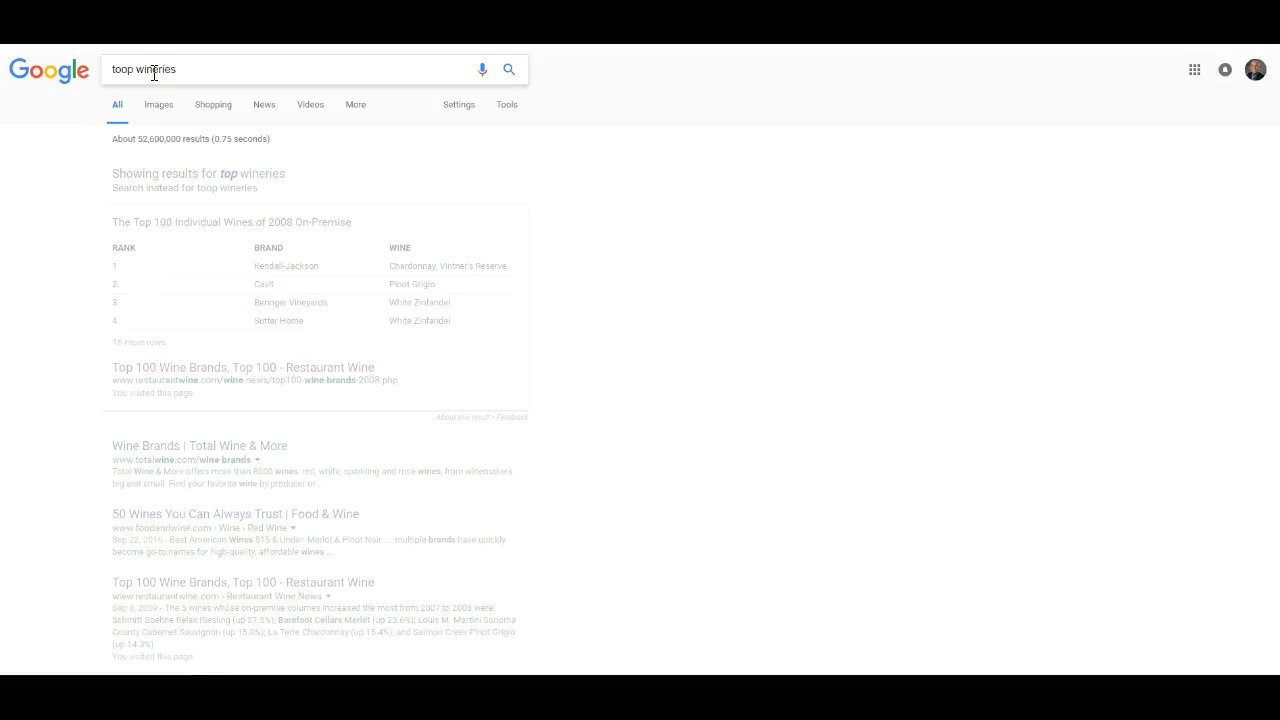 Google
toop wineries
All Images Shopping News Videos More Settings Tools
About 52,600,000 results (0.75 seconds)
Showing results for top wineries
Search instead for toop wineries
The Top 100 Individual Wines of 2008 On-Premise
RANK BRAND WINE
1 Kendall-Jackson Chardonnay, Vintner's Reserve
2 Cavit Pinot Grigio
3 Beringer Vineyards White Zinfandel
4 Sutter Home White Zinfandel
16 more rows
Top 100 Wine Brands, Top 100 - Restaurant Wine
www.restaurantwine.com/wine-news/top100-wine-brands-2008.php
You visited this page.
About this result • Feedback
Wine Brands | Total Wine & More
www.totalwine.com/wine-brands
Total Wine & More offers more than 8000 wines: red, white, sparkling and rosé wines, from winemakers
big and small. Find your favorite wine by producer or ...
50 Wines You Can Always Trust | Food & Wine
www.foodandwine.com › Wine › Red Wine
Sep 22, 2016 - Best American Wines $15 & Under. Merlot & Pinot Noir ... multiple brands have quickly
become go-to names for high-quality, affordable wines ...
Top 100 Wine Brands, Top 100 - Restaurant Wine
www.restaurantwine.com › Restaurant Wine News
Sep 8, 2009 - The 5 wines whose on-premise volumes increased the most from 2007 to 2008 were:
Schmitt Soehne Relax Riesling (up 37.5%); Barefoot Cellars Merlot (up 23.6%); Louis M. Martini Sonoma
County Cabernet Sauvignon (up 15.8%); La Terre Chardonnay (up 15.4%); and Salmon Creek Pinot Grigio
(up 14.3%).
You visited this page.